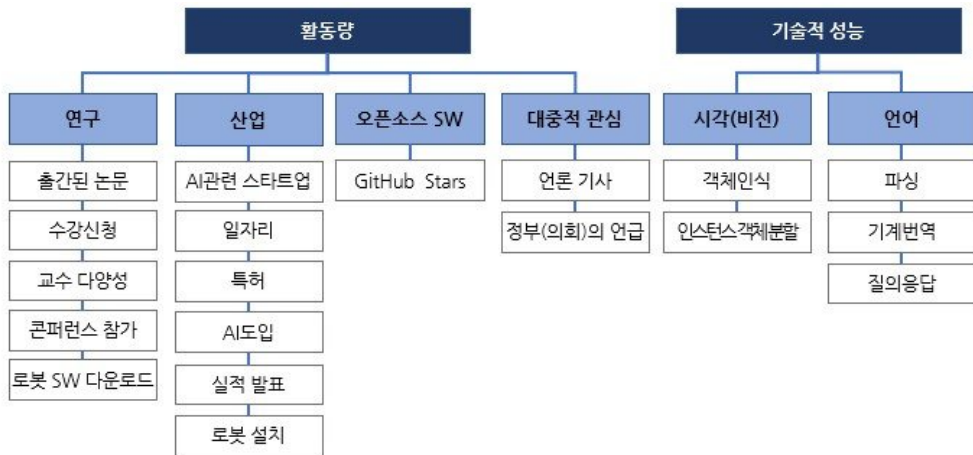 활동량
기술적 성능
연구
산업
오픈소스 SW
대중적 관심
시각(비전)
언어
출간된 논문
AI관련 스타트업
GitHub Stars
언론 기사
객체인식
파싱
수강신청
일자리
정부(의회)의 언급
인스턴스객체분할
기계번역
교수 다양성
특허
질의응답
콘퍼런스 참가
AI도입
로봇 SW 다운로드
실적 발표
로봇 설치